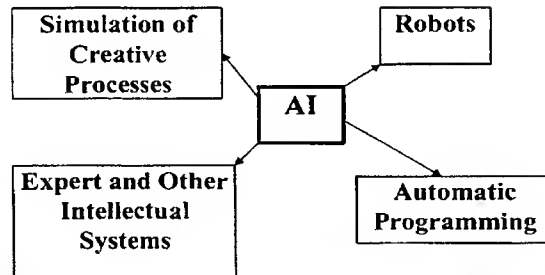 Simulation of
Creative
Processes
Robots
AI
Expert and Other
Intellectual
Systems
Automatic
Programming